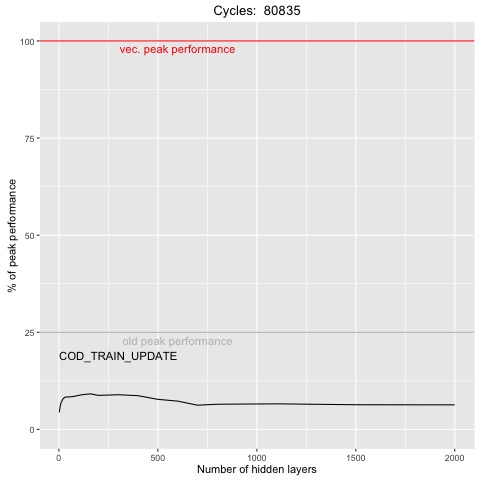 Cycles: 80835
100
vec. peak performance
75
% of peak performance
50
25
old peak performance
COD_TRAIN_UPDATE
0
0 500 1000 1500 2000
Number of hidden layers